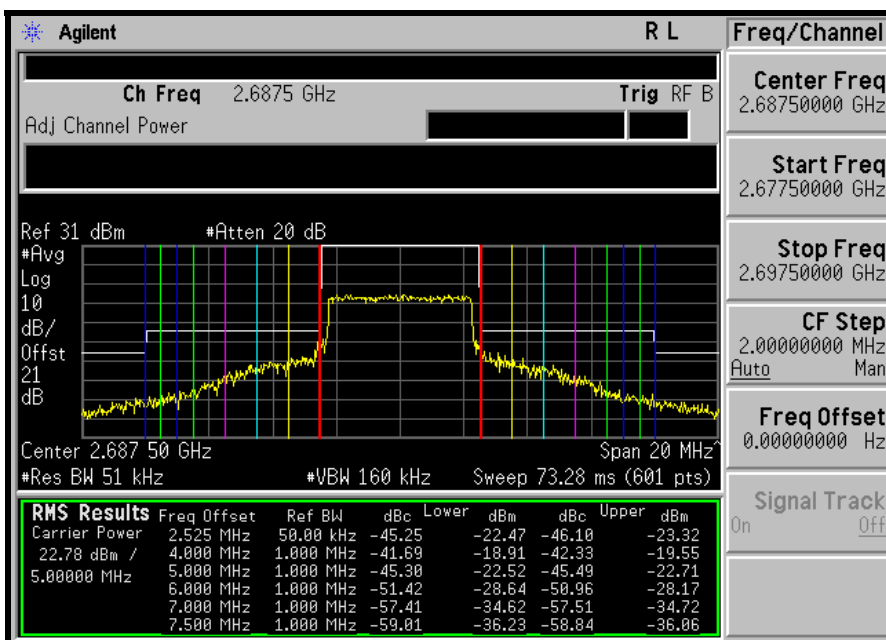 Agilent R L Freq/Channel
Ch Freq 2.6875 GHz Trig RF B
Adj Channel Power
Center Freq
2.68750000 GHz
Start Freq
2.67750000 GHz
Stop Freq
2.69750000 GHz
CF Step
2.00000000 MHz
Auto Man
Freq Offset
0.00000000 Hz
Signal Track
On Off
Ref 31 dBm #Atten 20 dB
#Avg
Log
10
dB/
Offst
21
dB
Center 2.687 50 GHz Span 20 MHz^
#Res BW 51 kHz #VBW 160 kHz Sweep 73.28 ms (601 pts)
RMS Results Freq Offset Ref BW dBc Lower dBm dBc Upper dBm
Carrier Power 2.525 MHz 50.00 kHz -45.25 -22.47 -46.10 -23.32
22.78 dBm / 4.000 MHz 1.000 MHz -41.69 -18.91 -42.33 -19.55
5.00000 MHz 5.000 MHz 1.000 MHz -45.30 -22.52 -45.49 -22.71
6.000 MHz 1.000 MHz -51.42 -28.64 -50.96 -28.17
7.000 MHz 1.000 MHz -57.41 -34.62 -57.51 -34.72
7.500 MHz 1.000 MHz -59.01 -36.23 -58.84 -36.06